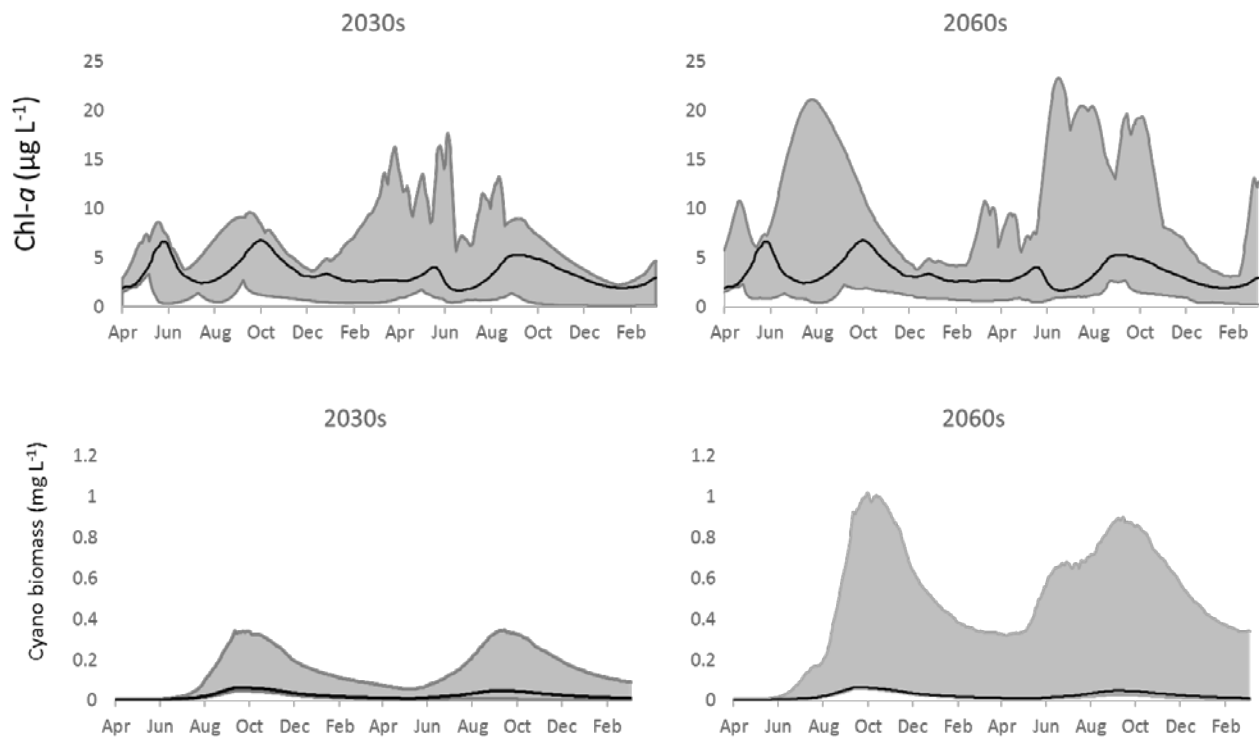 2030s
2060s
Chl-a (µg L⁻¹)
25
20
15
10
5
0
Apr Jun Aug Oct Dec Feb Apr Jun Aug Oct Dec Feb
25
20
15
10
5
0
Apr Jun Aug Oct Dec Feb Apr Jun Aug Oct Dec Feb
2030s
2060s
Cyano biomass (mg L⁻¹)
1.2
1
0.8
0.6
0.4
0.2
0
Apr Jun Aug Oct Dec Feb Apr Jun Aug Oct Dec Feb
1.2
1
0.8
0.6
0.4
0.2
0
Apr Jun Aug Oct Dec Feb Apr Jun Aug Oct Dec Feb